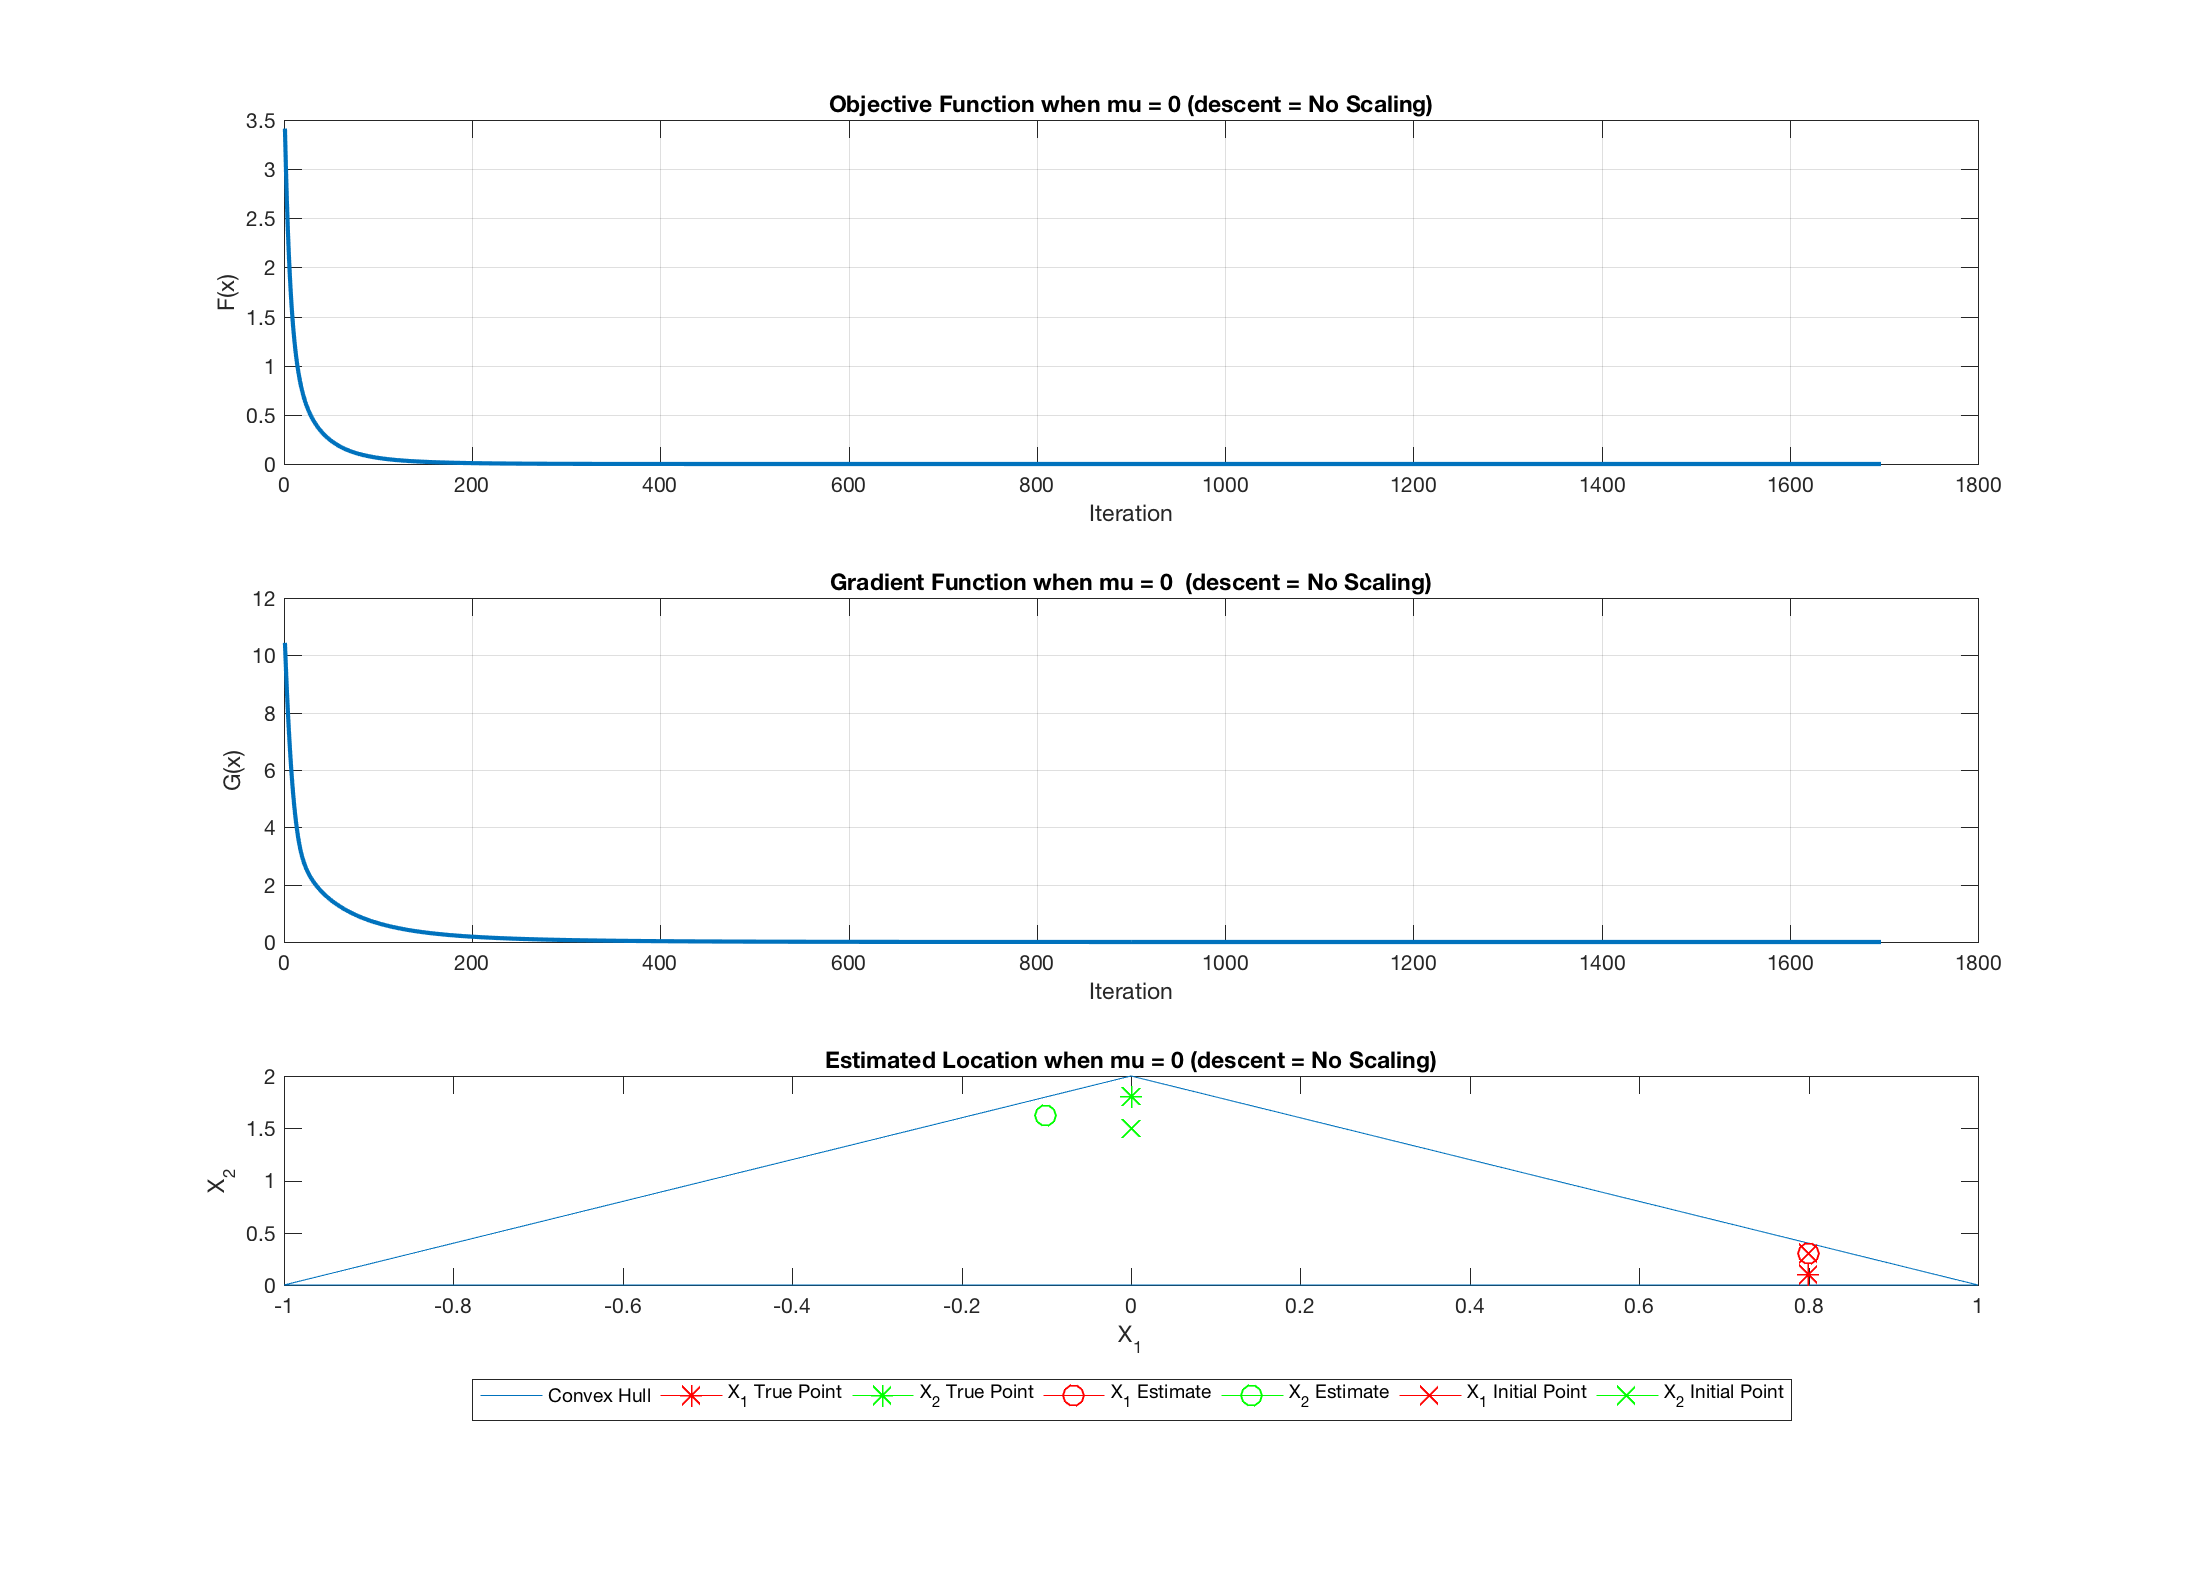 Objective Function when mu = 0 (descent = No Scaling)
3.5
3
2.5
2
1.5
1
0.5
0
F(x)
0 200 400 600 800 1000 1200 1400 1600 1800
Iteration
Gradient Function when mu = 0  (descent = No Scaling)
12
10
8
6
4
2
0
G(x)
0 200 400 600 800 1000 1200 1400 1600 1800
Iteration
Estimated Location when mu = 0 (descent = No Scaling)
2
1.5
1
0.5
0
X2
-1 -0.8 -0.6 -0.4 -0.2 0 0.2 0.4 0.6 0.8 1
X1
Convex Hull X1 True Point X2 True Point X1 Estimate X2 Estimate X1 Initial Point X2 Initial Point